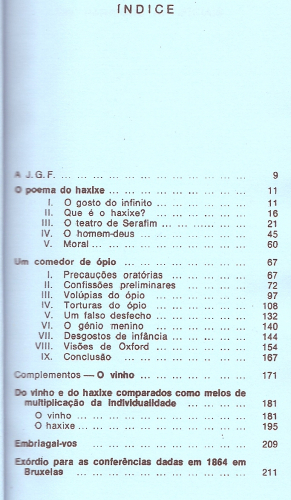 ÍNDICE
A J. G. F. ... 9
O poema do haxixe ... 11
I. O gosto do infinito ... 11
II. Que é o haxixe? ... 16
III. O teatro de Serafim ... 21
IV. O homem-deus ... 45
V. Moral ... 60
Um comedor de ópio ... 67
I. Precauções oratórias ... 67
II. Confissões preliminares ... 72
III. Volúpias do ópio ... 97
IV. Torturas do ópio ... 108
V. Um falso desfecho ... 132
VI. O génio menino ... 140
VII. Desgostos de infância ... 144
VIII. Visões de Oxford ... 154
IX. Conclusão ... 167
Complementos — O vinho ... 171
Do vinho e do haxixe comparados como meios de
multiplicação da individualidade ... 181
O vinho ... 181
O haxixe ... 195
Embriagai-vos ... 209
Exórdio para as conferências dadas em 1864 em
Bruxelas ... 211